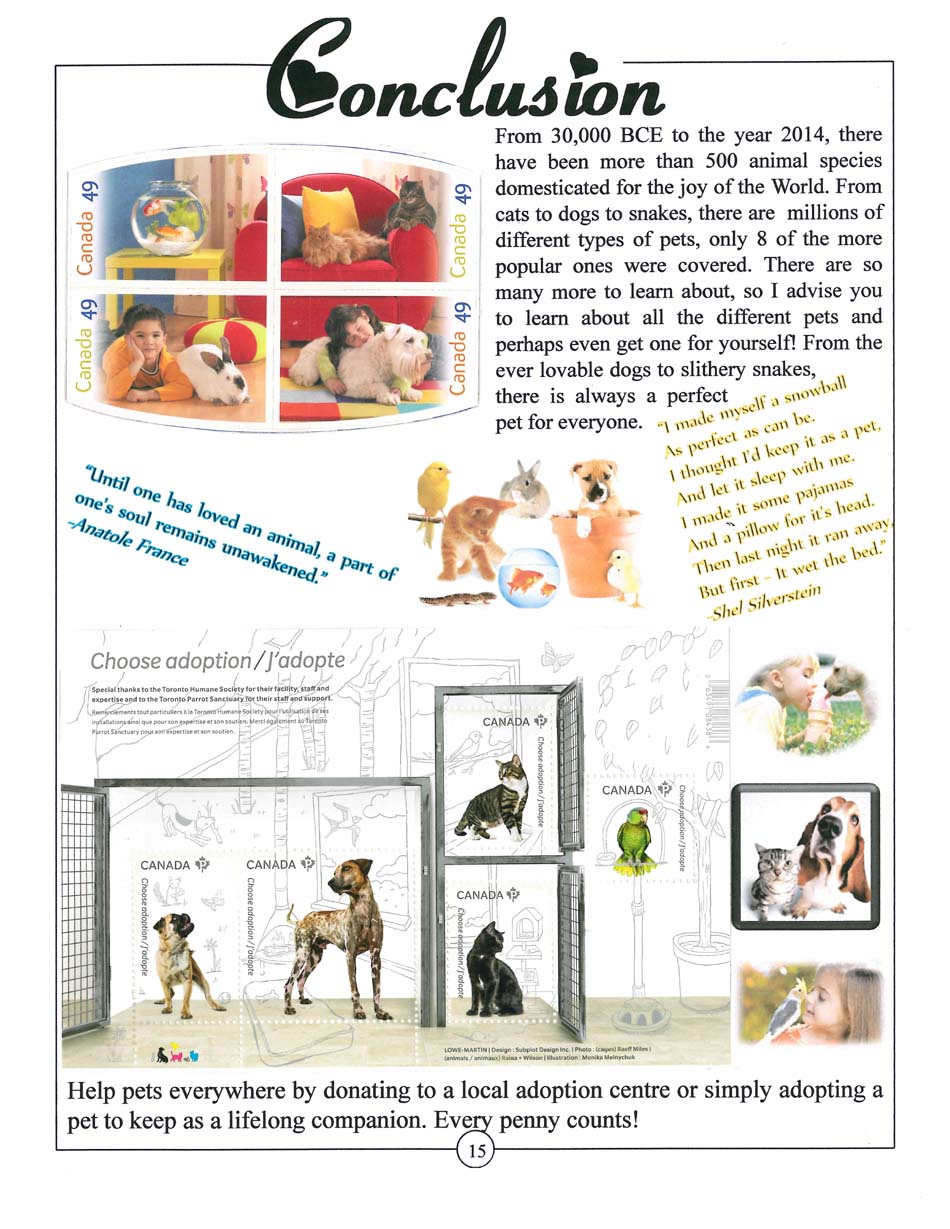 Conclusion
From 30,000 BCE to the year 2014, there
have been more than 500 animal species
domesticated for the joy of the World. From
cats to dogs to snakes, there are millions of
different types of pets, only 8 of the more
popular ones were covered. There are so
many more to learn about, so I advise you
to learn about all the different pets and
perhaps even get one for yourself! From the
ever lovable dogs to slithery snakes,
there is always a perfect
pet for everyone.
Canada 49
Canada 49
Canada 49
Canada 49
"I made myself a snowball
As perfect as can be.
I thought I'd keep it as a pet,
And let it sleep with me.
I made it some pajamas
And a pillow for it's head.
Then last night it ran away,
But first – It wet the bed."
-Shel Silverstein
"Until one has loved an animal, a part of
one's soul remains unawakened."
-Anatole France
Choose adoption / J'adopte
Special thanks to the Toronto Humane Society for their facility, staff and
expertise and to the Toronto Parrot Sanctuary for their staff and support.
Remerciements tout particuliers à la Toronto Humane Society pour l'utilisation de ses
installations ainsi que pour son expertise et son soutien. Merci également au Toronto
Parrot Sanctuary pour son expertise et son soutien.
CANADA P
Choose adoption / J'adopte
CANADA P
Choose adoption / J'adopte
CANADA P
Choose adoption / J'adopte
CANADA P
Choose adoption / J'adopte
CANADA P
Choose adoption / J'adopte
LOWE-MARTIN | Design : Subplot Design Inc. | Photo : (cages) Raeff Miles |
(animals / animaux) Raina + Wilson | Illustration : Monika Melnychuk
Help pets everywhere by donating to a local adoption centre or simply adopting a
pet to keep as a lifelong companion. Every penny counts!
15